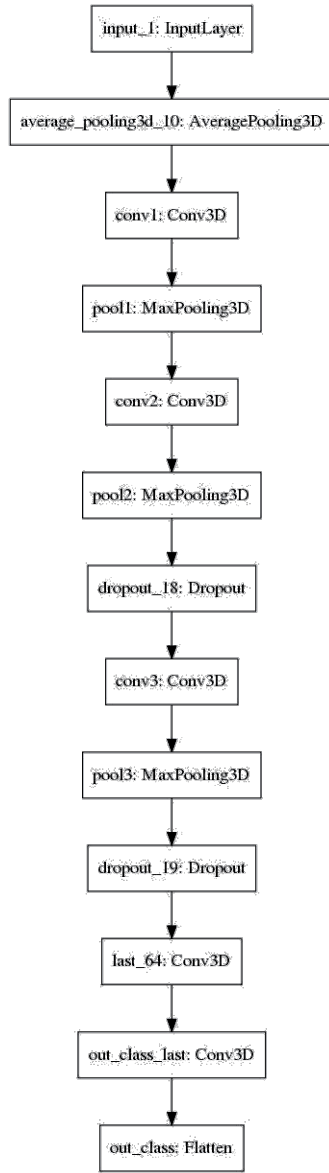 input_1: InputLayer
average_pooling3d_10: AveragePooling3D
conv1: Conv3D
pool1: MaxPooling3D
conv2: Conv3D
pool2: MaxPooling3D
dropout_18: Dropout
conv3: Conv3D
pool3: MaxPooling3D
dropout_19: Dropout
last_64: Conv3D
out_class_last: Conv3D
out_class: Flatten